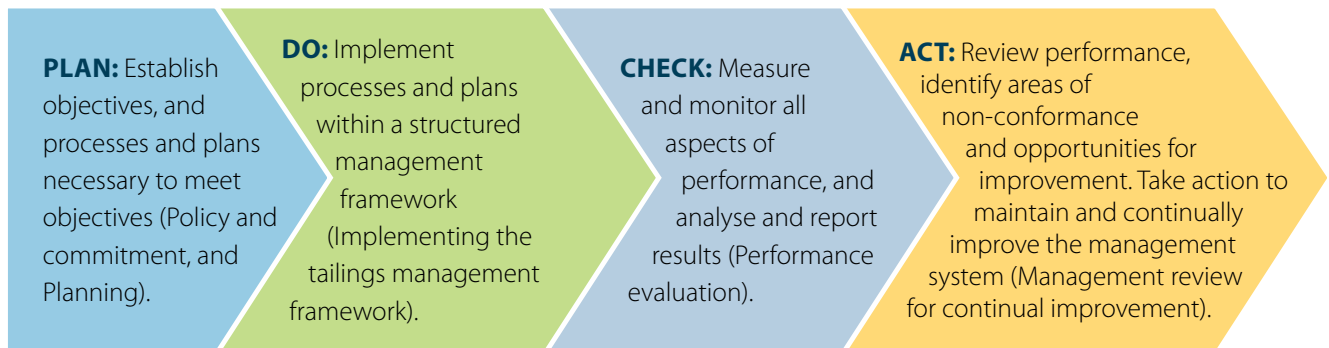 PLAN: Establish
objectives, and
processes and plans
necessary to meet
objectives (Policy and
commitment, and
Planning).
DO: Implement
processes and plans
within a structured
management
framework
(Implementing the
tailings management
framework).
CHECK: Measure
and monitor all
aspects of
performance, and
analyse and report
results (Performance
evaluation).
ACT: Review performance,
identify areas of
non-conformance
and opportunities for
improvement. Take action to
maintain and continually
improve the management
system (Management review
for continual improvement).